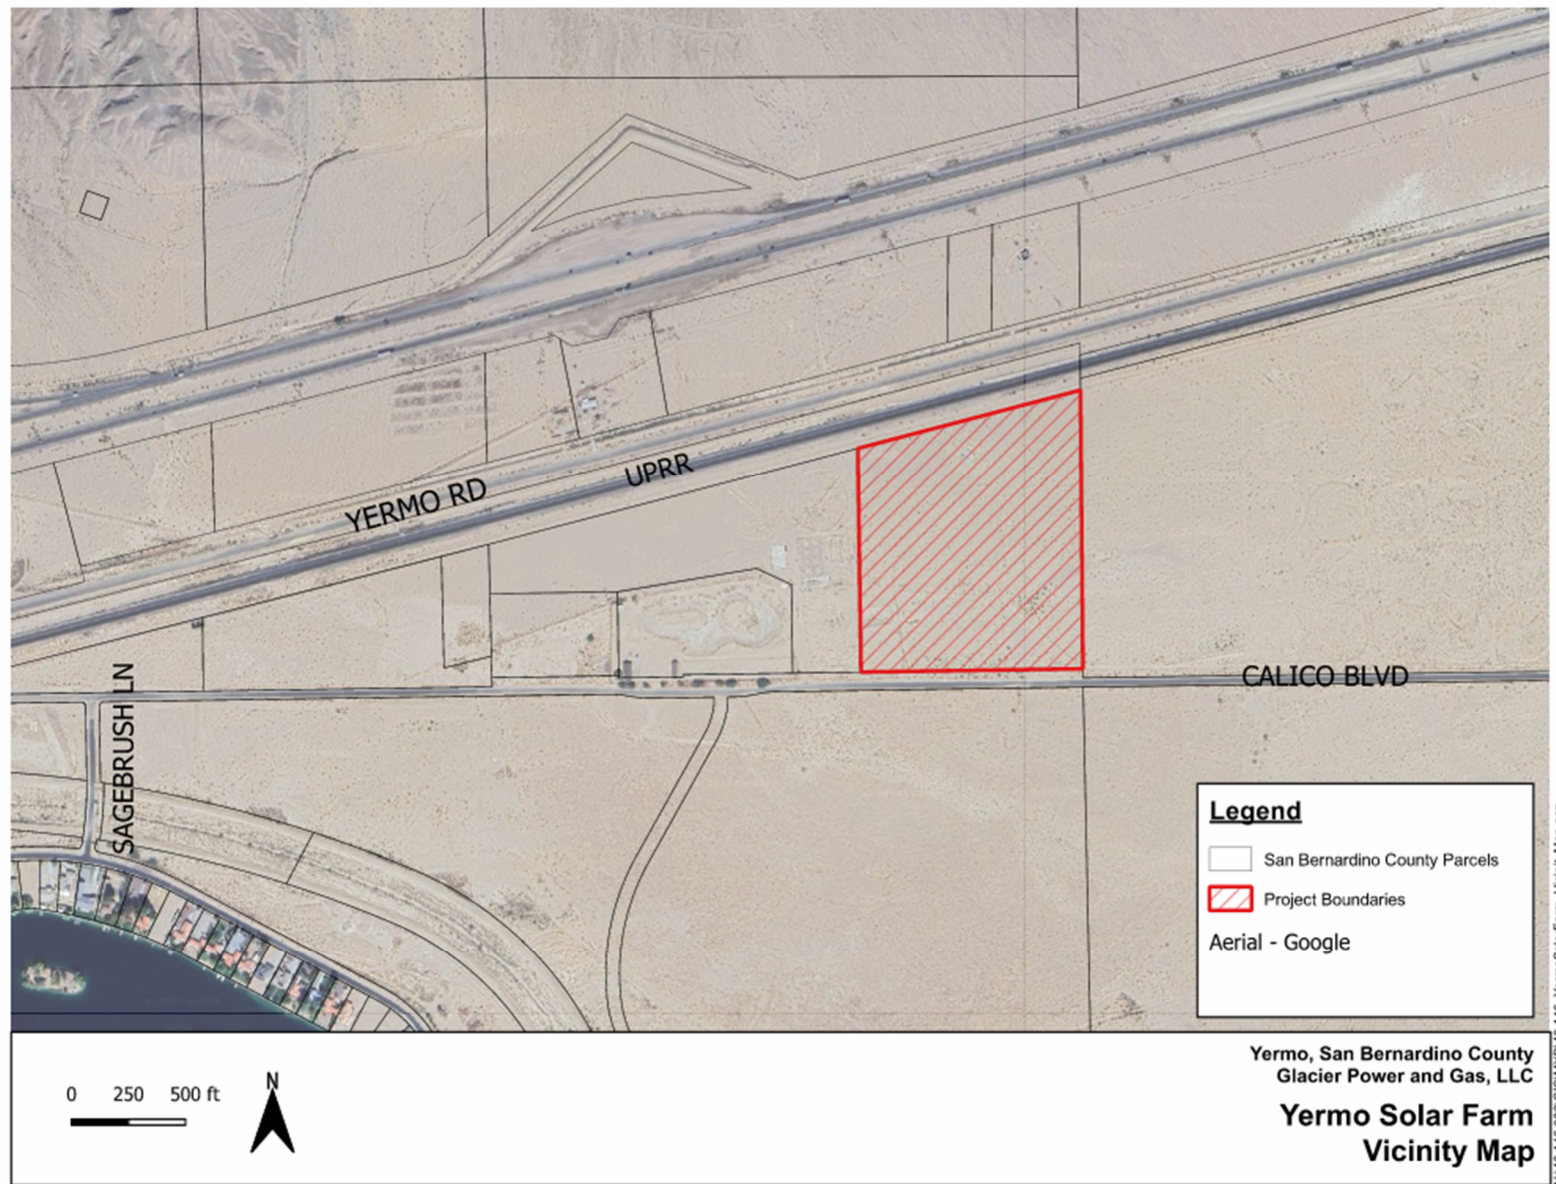 YERMO RD
UPRR
CALICO BLVD
SAGEBRUSH LN
Legend
San Bernardino County Parcels
Project Boundaries
Aerial - Google
0 250 500 ft
N
Yermo, San Bernardino County
Glacier Power and Gas, LLC
Yermo Solar Farm
Vicinity Map